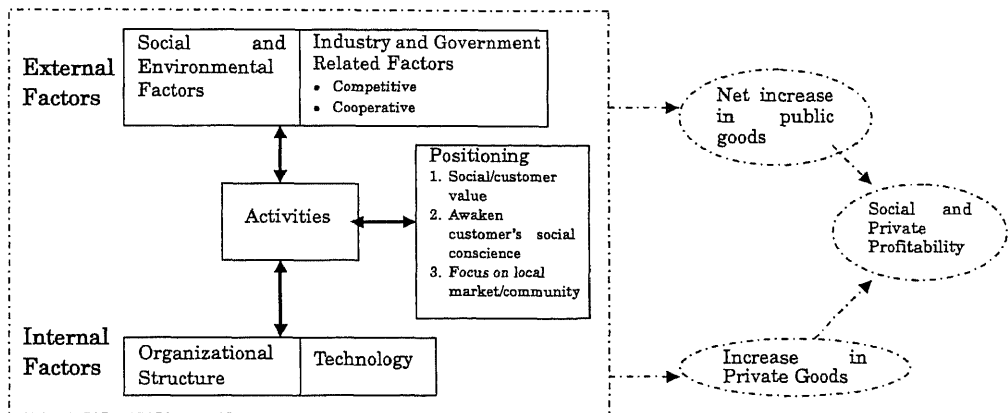 External
Factors
Social and
Environmental
Factors
Industry and Government
Related Factors
• Competitive
• Cooperative
Activities
Positioning
1. Social/customer
value
2. Awaken
customer's social
conscience
3. Focus on local
market/community
Internal
Factors
Organizational
Structure
Technology
Net increase
in public
goods
Social and
Private
Profitability
Increase in
Private Goods